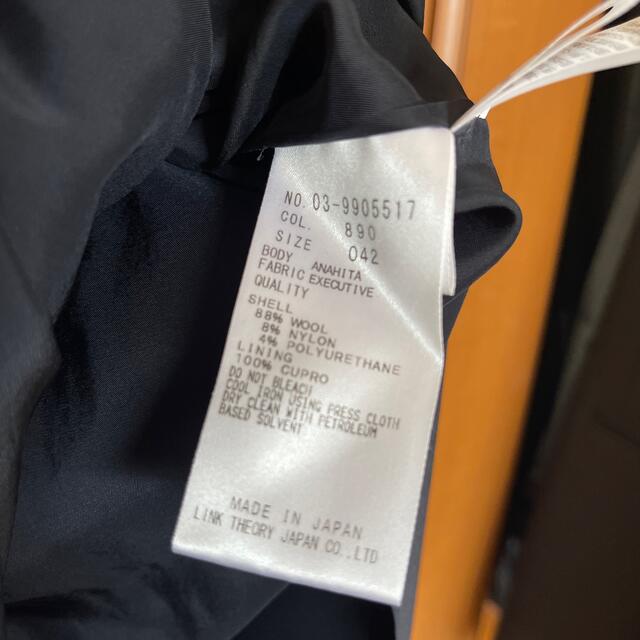 NO. 03-9905517
COL. 890
SIZE 042
BODY ANAHITA
FABRIC EXECUTIVE
QUALITY
SHELL
88% WOOL
8% NYLON
4% POLYURETHANE
LINING
100% CUPRO
DO NOT BLEACH
COOL IRON USING PRESS CLOTH
DRY CLEAN WITH PETROLEUM
BASED SOLVENT
MADE IN JAPAN
LINK THEORY JAPAN CO., LTD